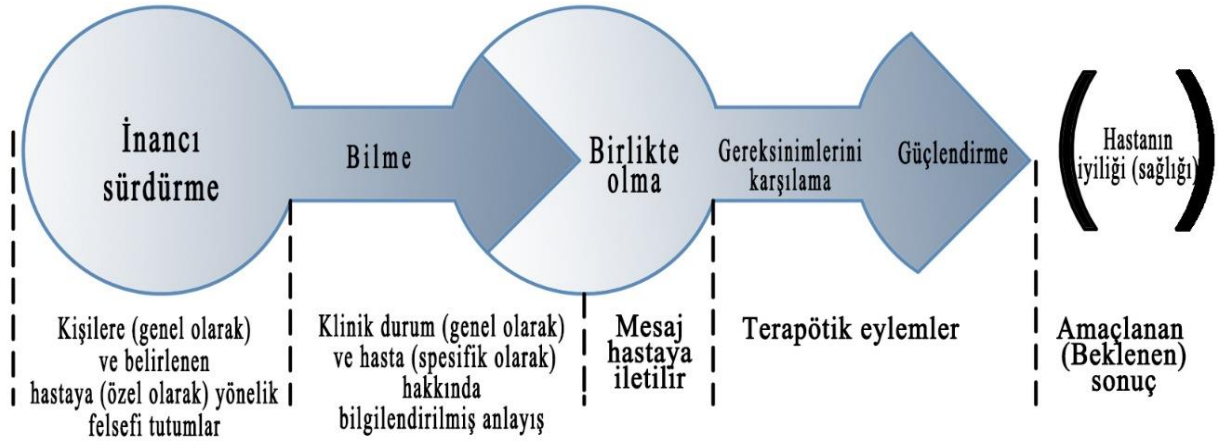 İnancı
sürdürme
Bilme
Birlikte
olma
Gereksinimlerini
karşılama
Güçlendirme
Hastanın
iyiliği (sağlığı)
Kişilere (genel olarak)
ve belirlenen
hastaya (özel olarak) yönelik
felsefi tutumlar
Klinik durum (genel olarak)
ve hasta (spesifik olarak)
hakkında
bilgilendirilmiş anlayış
Mesaj
hastaya
iletilir
Terapötik eylemler
Amaçlanan
(Beklenen)
sonuç